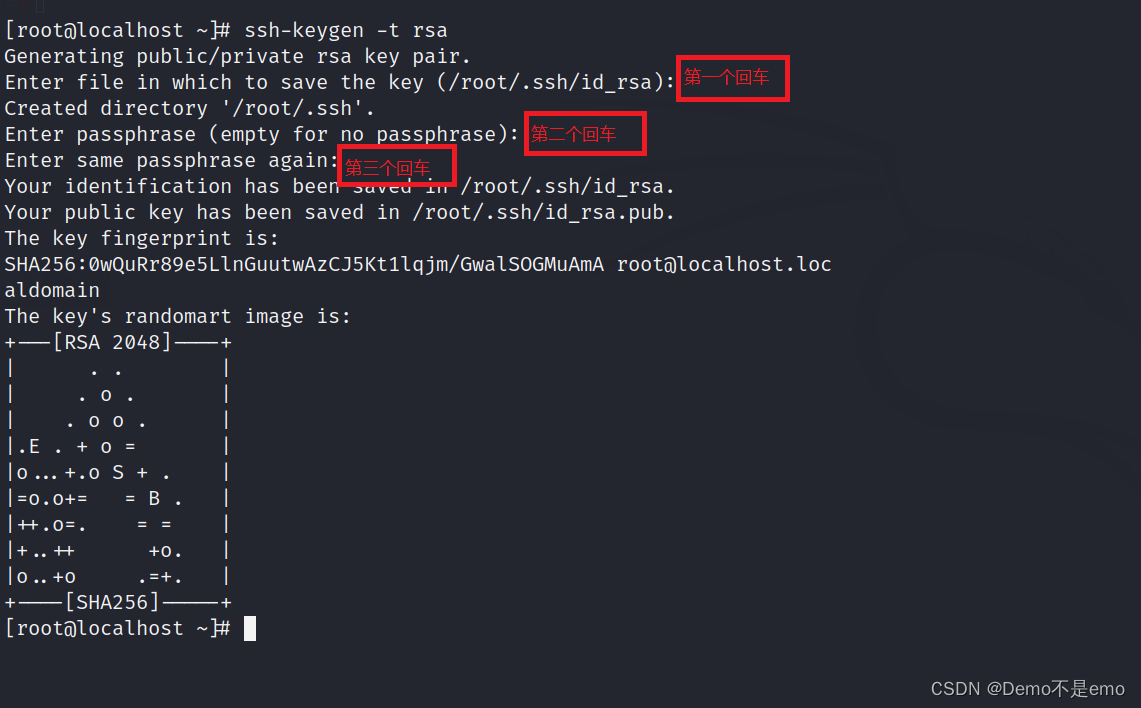 [root@localhost ~]# ssh-keygen -t rsa
Generating public/private rsa key pair.
Enter file in which to save the key (/root/.ssh/id_rsa): 第一个回车
Created directory '/root/.ssh'.
Enter passphrase (empty for no passphrase): 第二个回车
Enter same passphrase again: 第三个回车
Your identification has been saved in /root/.ssh/id_rsa.
Your public key has been saved in /root/.ssh/id_rsa.pub.
The key fingerprint is:
SHA256:0wQuRr89e5LlnGuutwAzCJ5Kt1lqjm/GwalSOGMuAmA root@localhost.loc
aldomain
The key's randomart image is:
+---[RSA 2048]----+
|      . .        |
|     . o .       |
|    . o o .      |
|.E . + o =       |
|o...+.o S + .    |
|=o.o+=   = B .   |
|++.o=.    = =    |
|+..++      +o.   |
|o..+o     .=+.   |
+----[SHA256]-----+
[root@localhost ~]#
CSDN @Demo不是emo